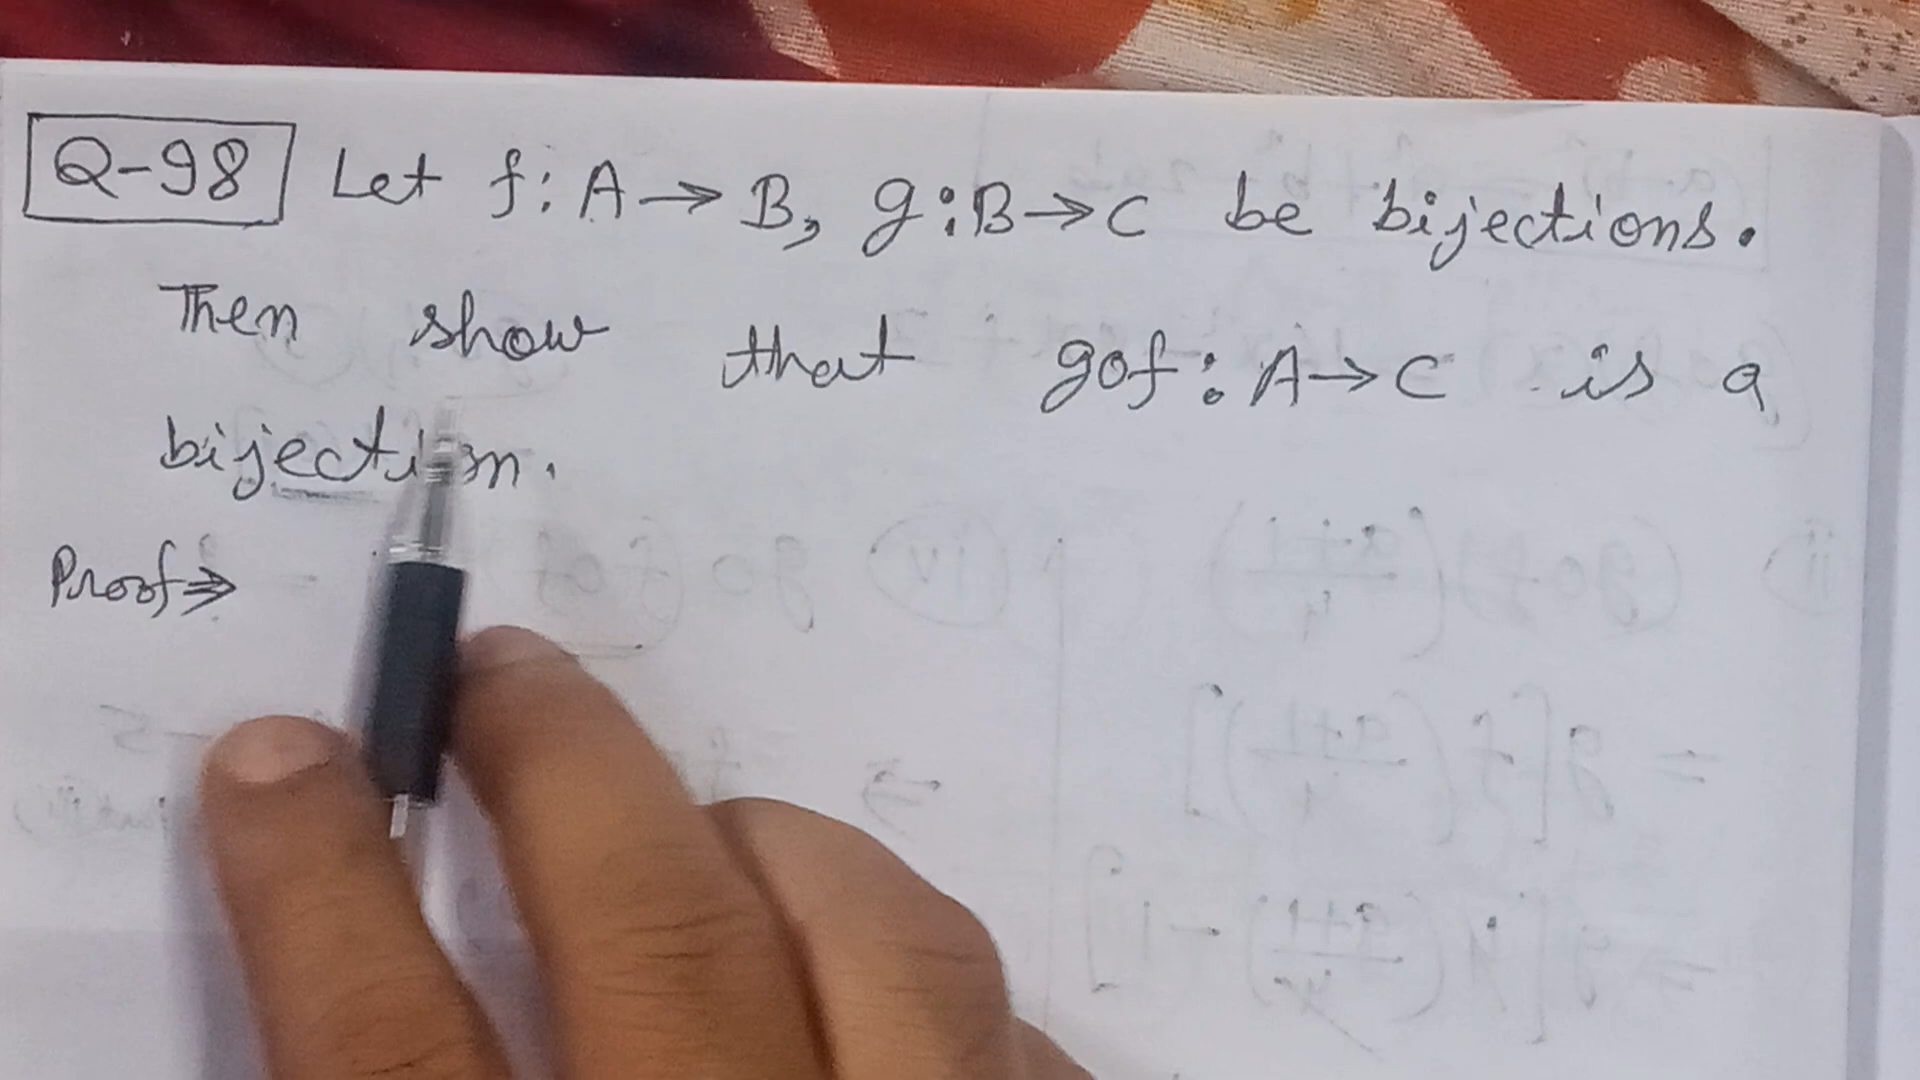 Q-98 Let f: A → B, g: B → C be bijections.
Then show that gof: A → C is a
bijection.
Proof ⇒